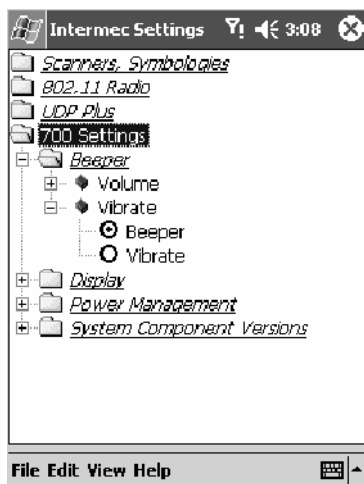 Intermec Settings 3:08
Scanners, Symbologies
802.11 Radio
UDP Plus
700 Settings
Beeper
Volume
Vibrate
Beeper
Vibrate
Display
Power Management
System Component Versions
File Edit View Help